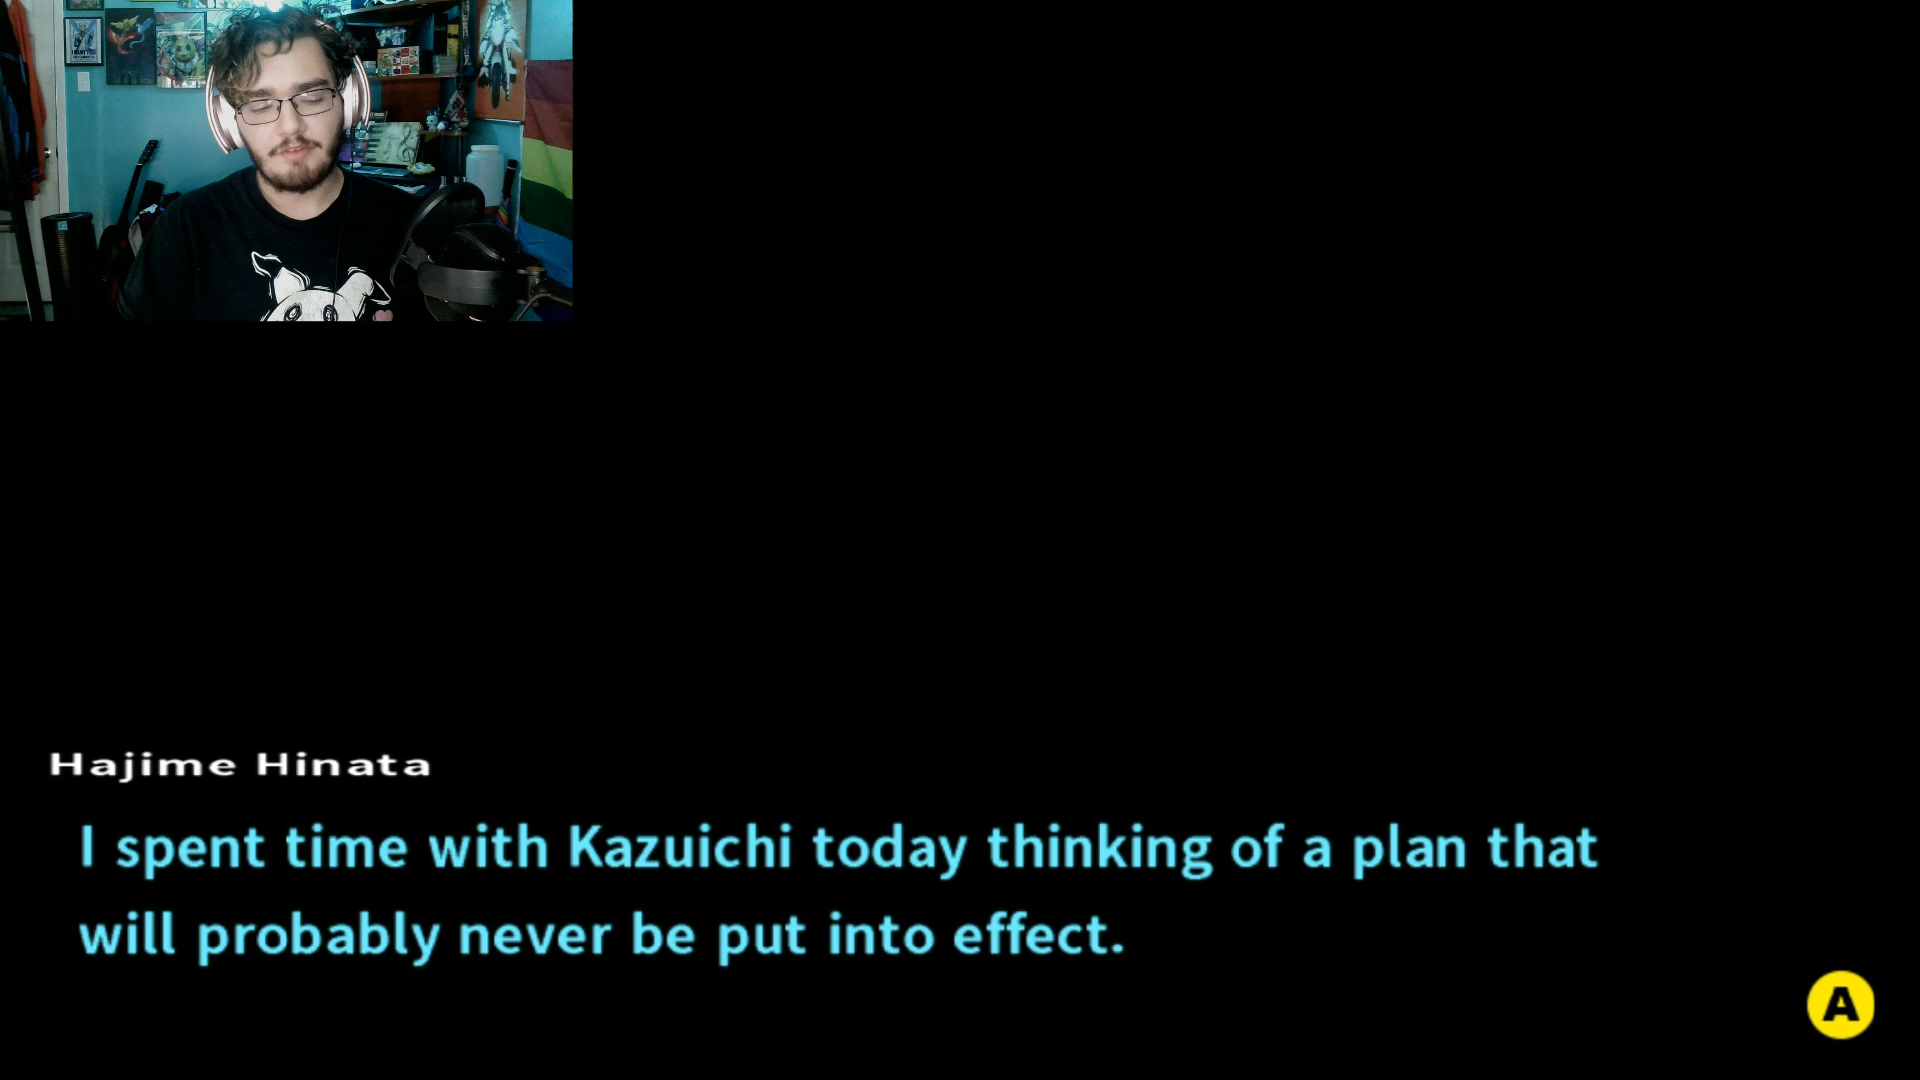 Hajime Hinata
I spent time with Kazuichi today thinking of a plan that
will probably never be put into effect.
A